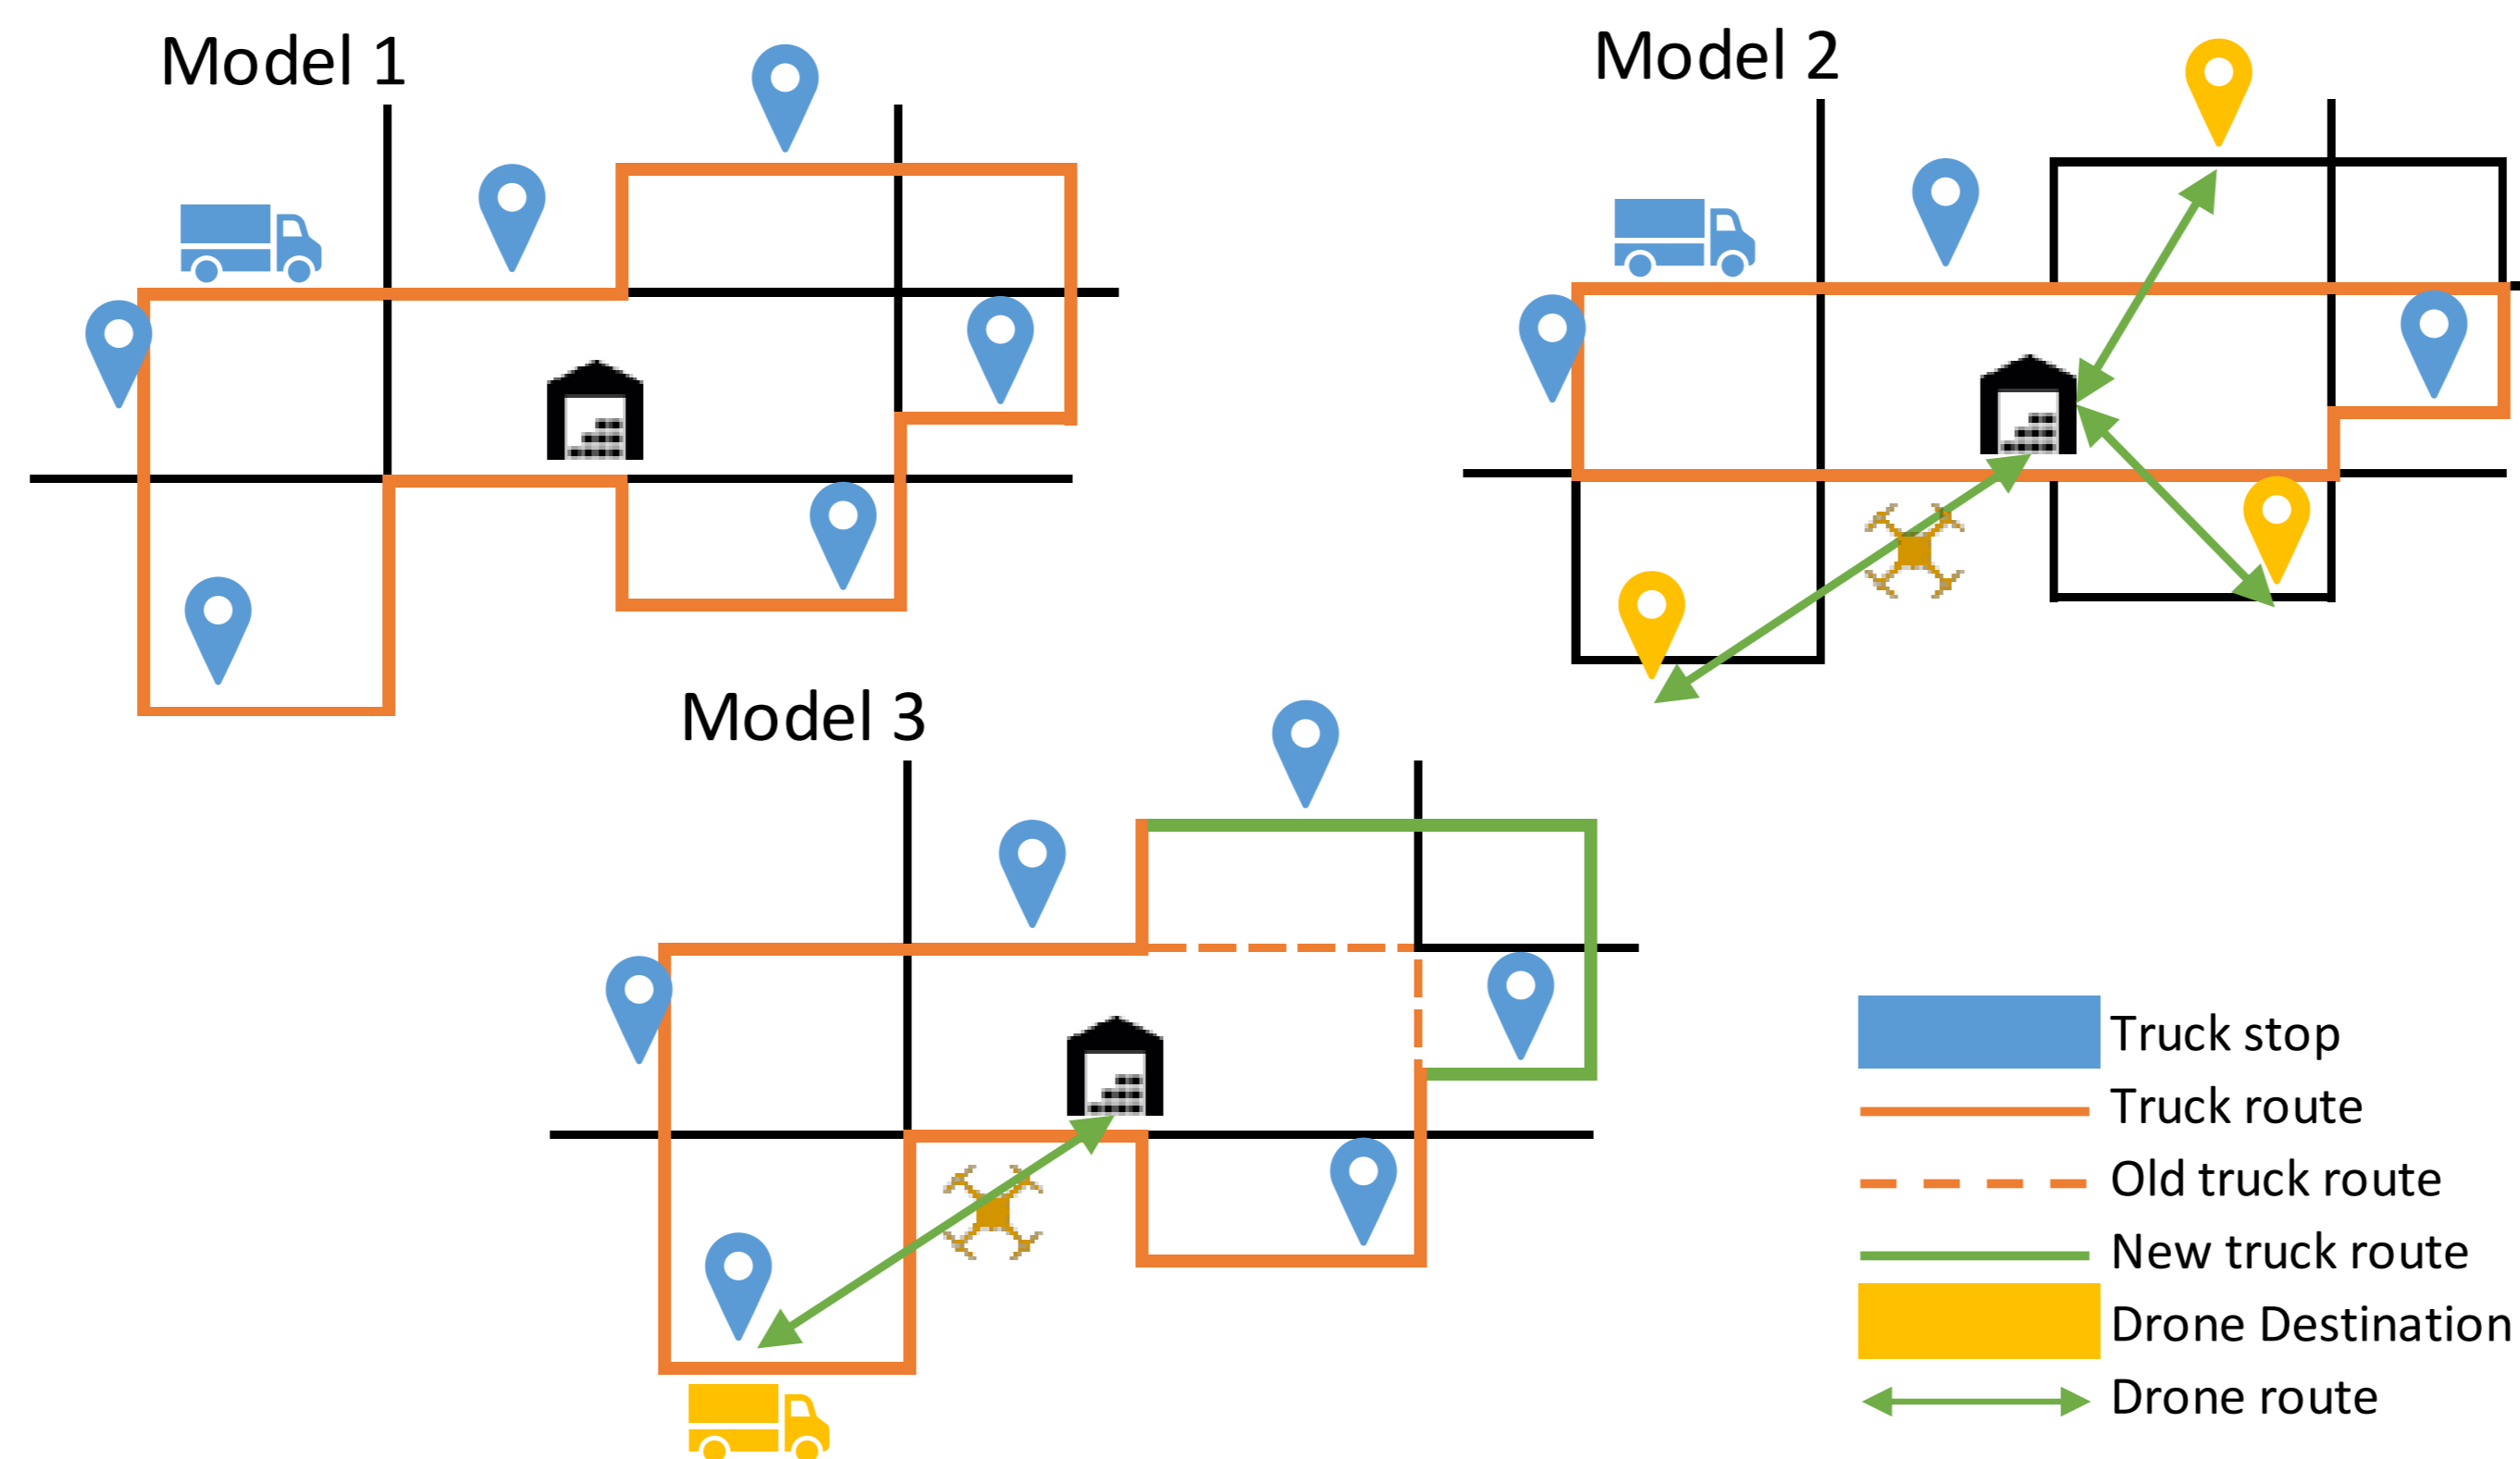 Model 1
Model 2
Model 3
Truck stop
Truck route
Old truck route
New truck route
Drone Destination
Drone route